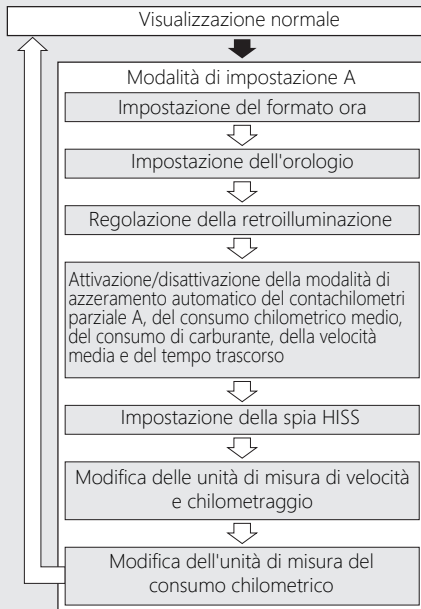 Visualizzazione normale
Modalità di impostazione A
Impostazione del formato ora
Impostazione dell'orologio
Regolazione della retroilluminazione
Attivazione/disattivazione della modalità di
azzeramento automatico del contachilometri
parziale A, del consumo chilometrico medio,
del consumo di carburante, della velocità
media e del tempo trascorso
Impostazione della spia HISS
Modifica delle unità di misura di velocità
e chilometraggio
Modifica dell'unità di misura del
consumo chilometrico